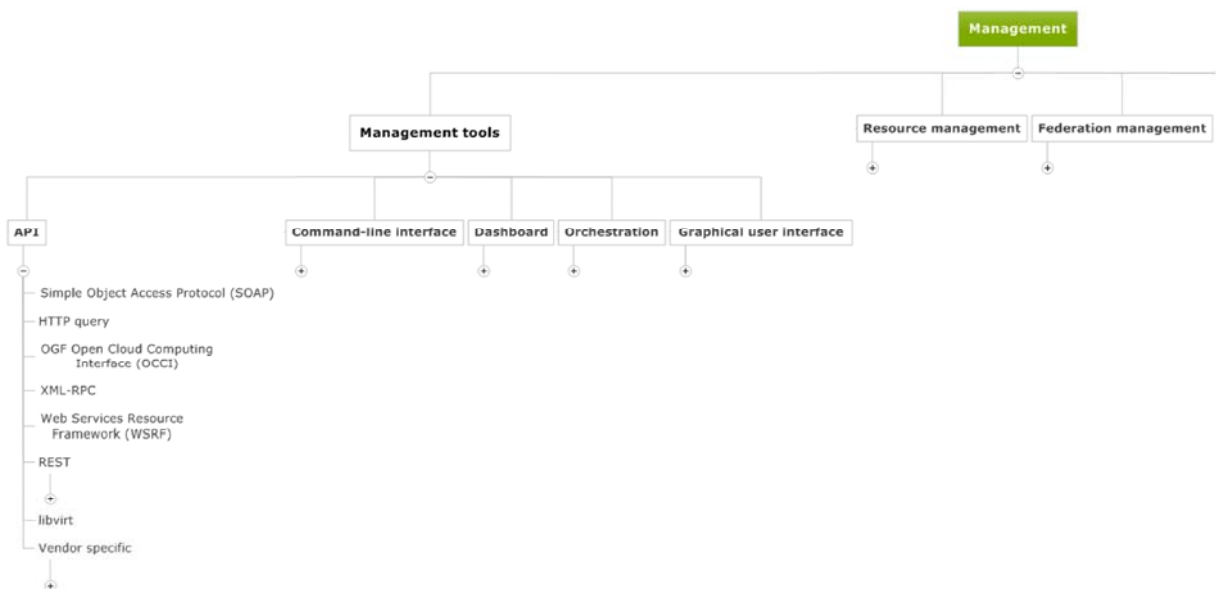 Management
Management tools
Resource management
Federation management
API
Command-line interface
Dashboard
Orchestration
Graphical user interface
Simple Object Access Protocol (SOAP)
HTTP query
OGF Open Cloud Computing
Interface (OCCI)
XML-RPC
Web Services Resource
Framework (WSRF)
REST
libvirt
Vendor specific